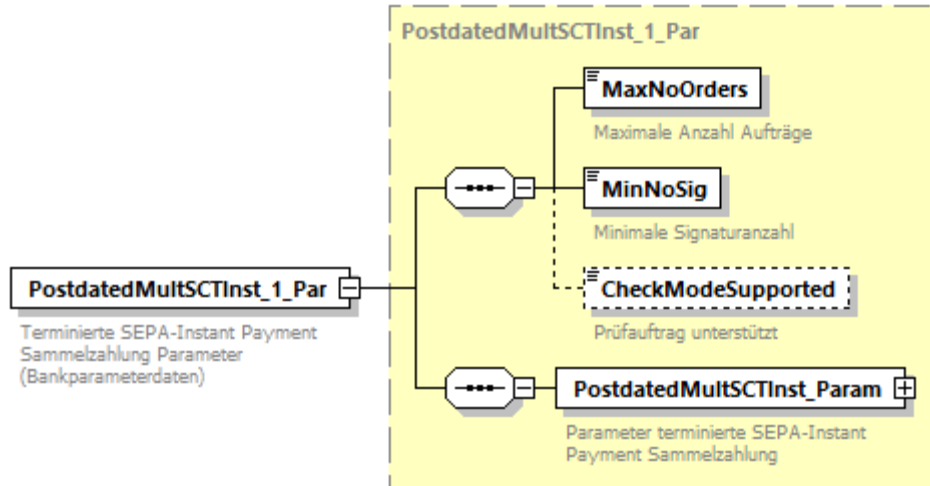 PostdatedMultSCTInst_1_Par
MaxNoOrders
Maximale Anzahl Aufträge
MinNoSig
Minimale Signaturanzahl
CheckModeSupported
Prüfauftrag unterstützt
PostdatedMultSCTInst_1_Par
Terminierte SEPA-Instant Payment
Sammelzahlung Parameter
(Bankparameterdaten)
PostdatedMultSCTInst_Param
Parameter terminierte SEPA-Instant
Payment Sammelzahlung